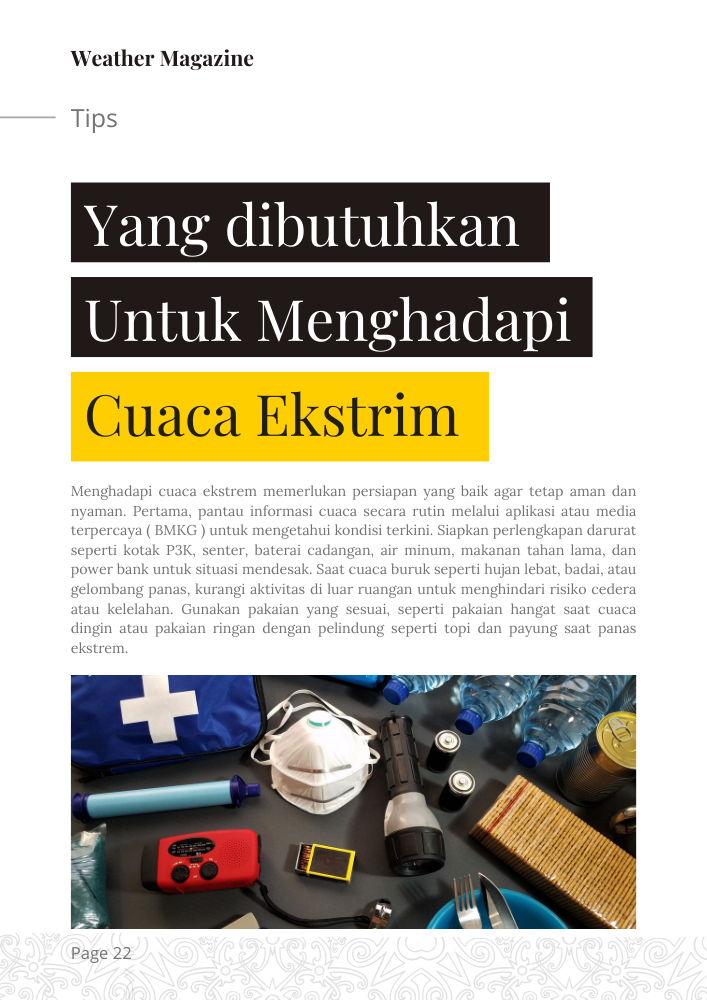 Weather Magazine
Tips
Yang dibutuhkan
Untuk Menghadapi
Cuaca Ekstrim
Menghadapi cuaca ekstrem memerlukan persiapan yang baik agar tetap aman dan
nyaman. Pertama, pantau informasi cuaca secara rutin melalui aplikasi atau media
terpercaya ( BMKG ) untuk mengetahui kondisi terkini. Siapkan perlengkapan darurat
seperti kotak P3K, senter, baterai cadangan, air minum, makanan tahan lama, dan
power bank untuk situasi mendesak. Saat cuaca buruk seperti hujan lebat, badai, atau
gelombang panas, kurangi aktivitas di luar ruangan untuk menghindari risiko cedera
atau kelelahan. Gunakan pakaian yang sesuai, seperti pakaian hangat saat cuaca
dingin atau pakaian ringan dengan pelindung seperti topi dan payung saat panas
ekstrem.
Page 22